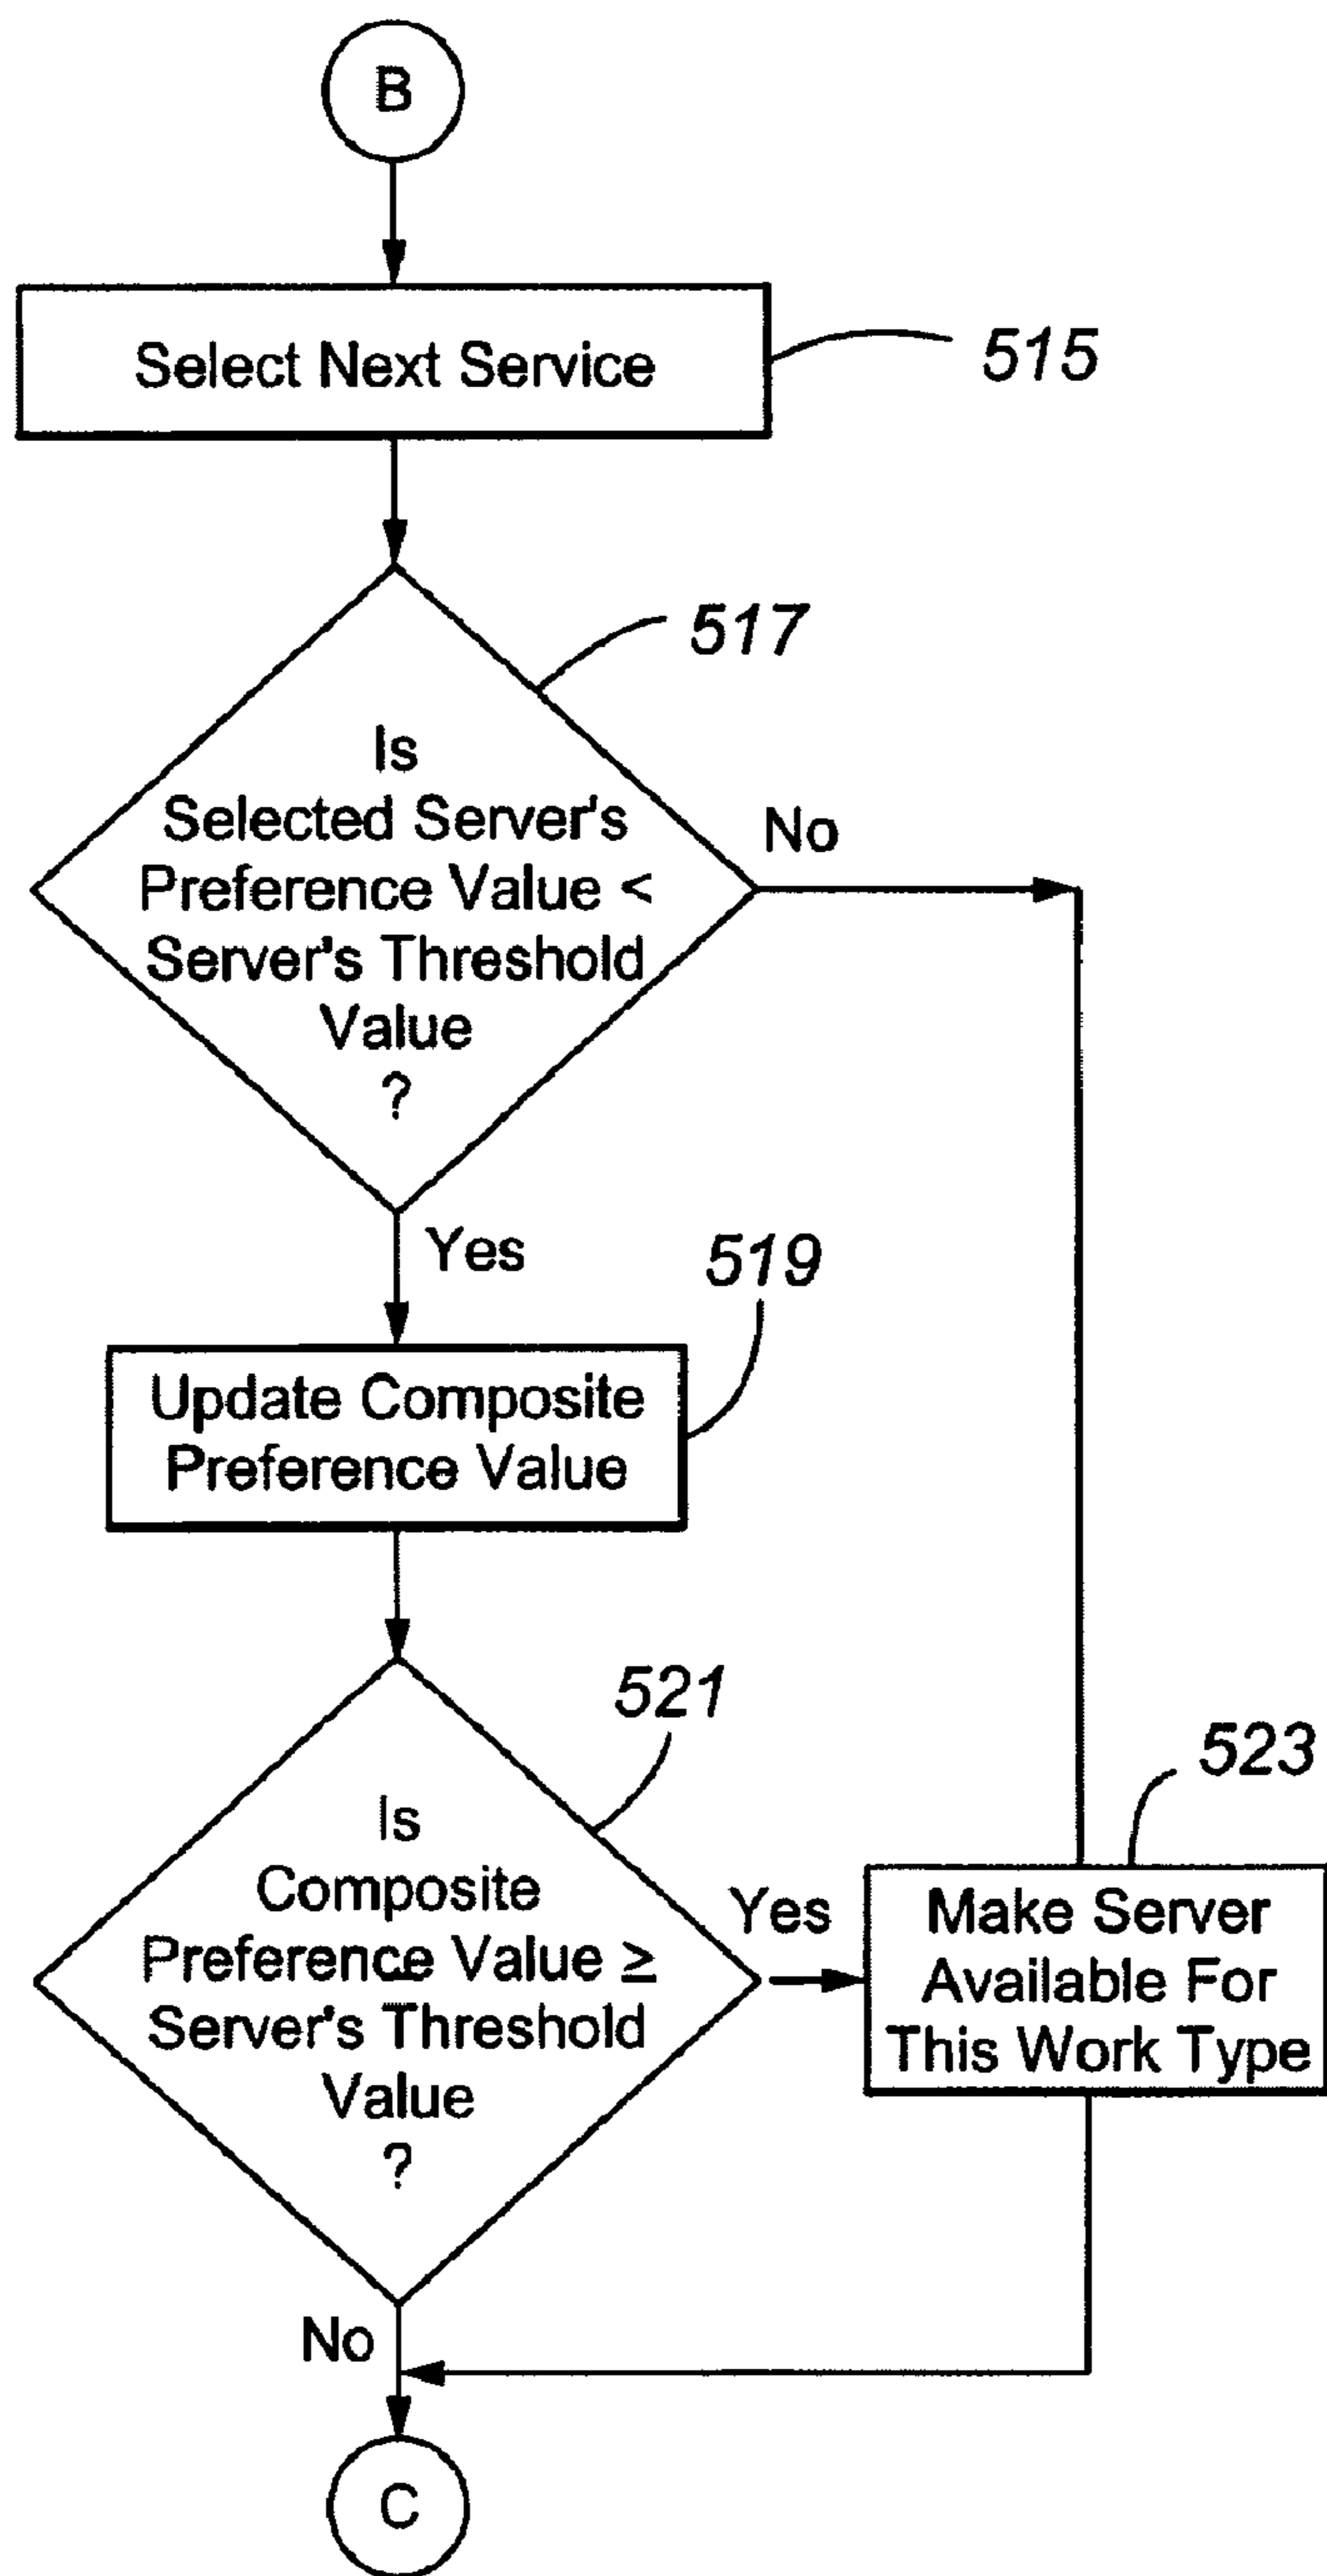 B
Select Next Service
515
517
Is
Selected Server's
Preference Value <
Server's Threshold
Value
?
No
Yes
519
Update Composite
Preference Value
521
Is
Composite
Preference Value ≥
Server's Threshold
Value
?
Yes
523
Make Server
Available For
This Work Type
No
C